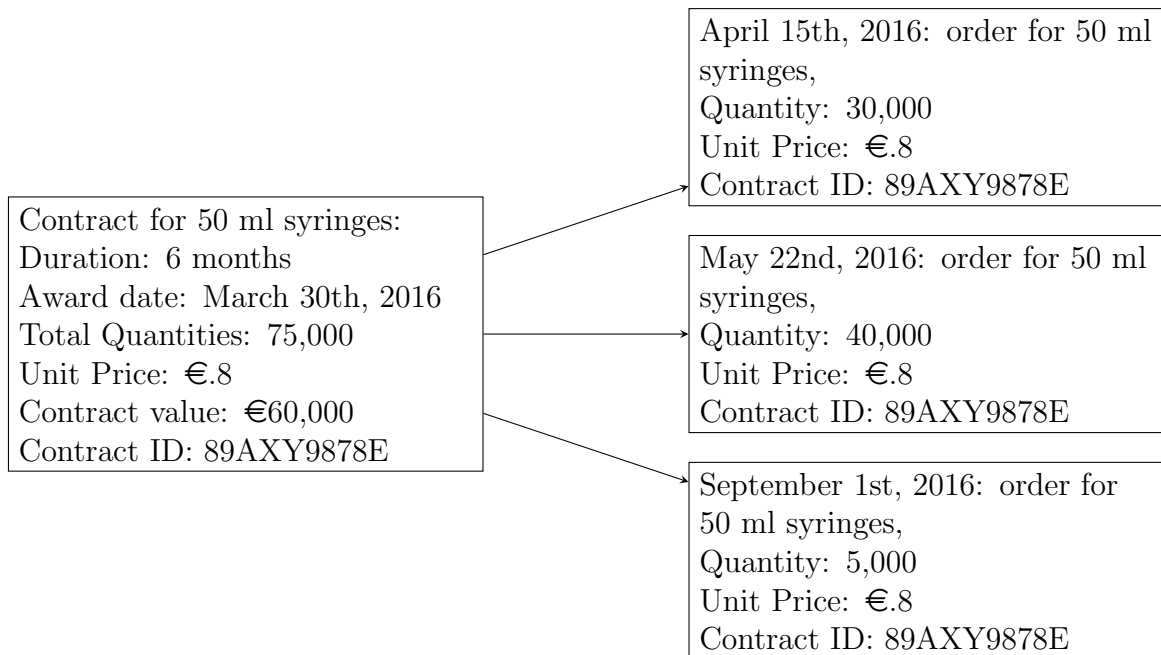 Contract for 50 ml syringes:
Duration: 6 months
Award date: March 30th, 2016
Total Quantities: 75,000
Unit Price: €.8
Contract value: €60,000
Contract ID: 89AXY9878E
April 15th, 2016: order for 50 ml
syringes,
Quantity: 30,000
Unit Price: €.8
Contract ID: 89AXY9878E
May 22nd, 2016: order for 50 ml
syringes,
Quantity: 40,000
Unit Price: €.8
Contract ID: 89AXY9878E
September 1st, 2016: order for
50 ml syringes,
Quantity: 5,000
Unit Price: €.8
Contract ID: 89AXY9878E